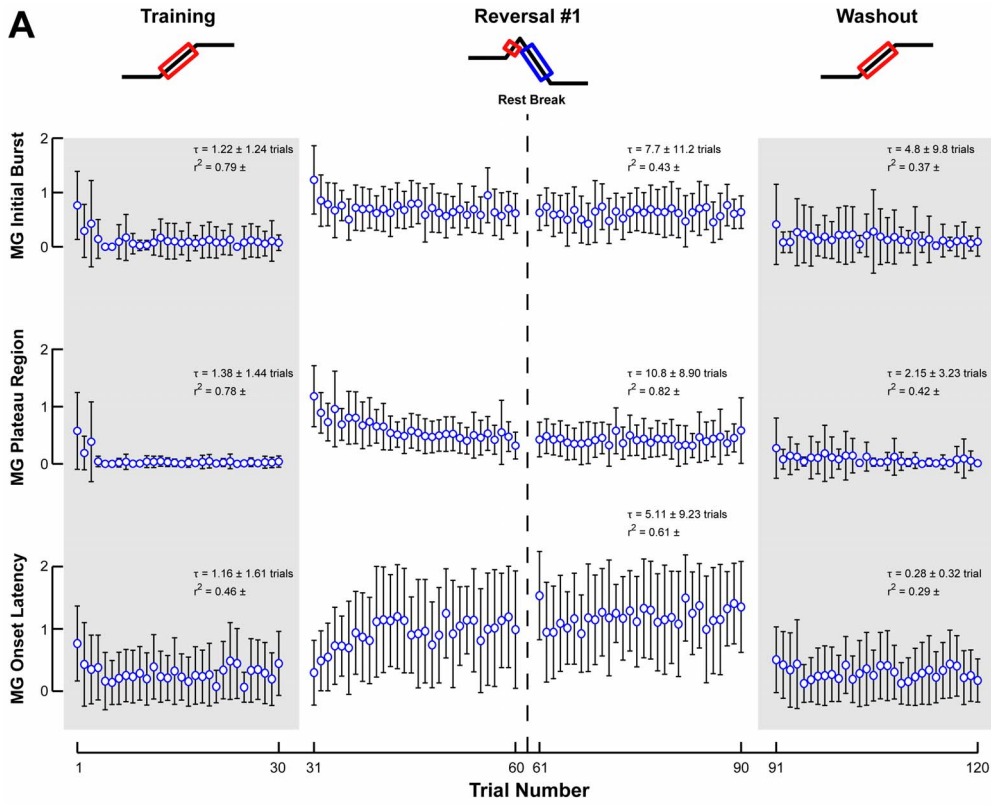 A
Training
Reversal #1
Washout
Rest Break
MG Initial Burst
2
1
0
τ = 1.22 ± 1.24 trials
r² = 0.79 ±
τ = 7.7 ± 11.2 trials
r² = 0.43 ±
τ = 4.8 ± 9.8 trials
r² = 0.37 ±
MG Plateau Region
2
1
0
τ = 1.38 ± 1.44 trials
r² = 0.78 ±
τ = 10.8 ± 8.90 trials
r² = 0.82 ±
τ = 2.15 ± 3.23 trials
r² = 0.42 ±
MG Onset Latency
2
1
0
τ = 1.16 ± 1.61 trials
r² = 0.46 ±
τ = 5.11 ± 9.23 trials
r² = 0.61 ±
τ = 0.28 ± 0.32 trial
r² = 0.29 ±
1
30
31
60
61
90
91
120
Trial Number